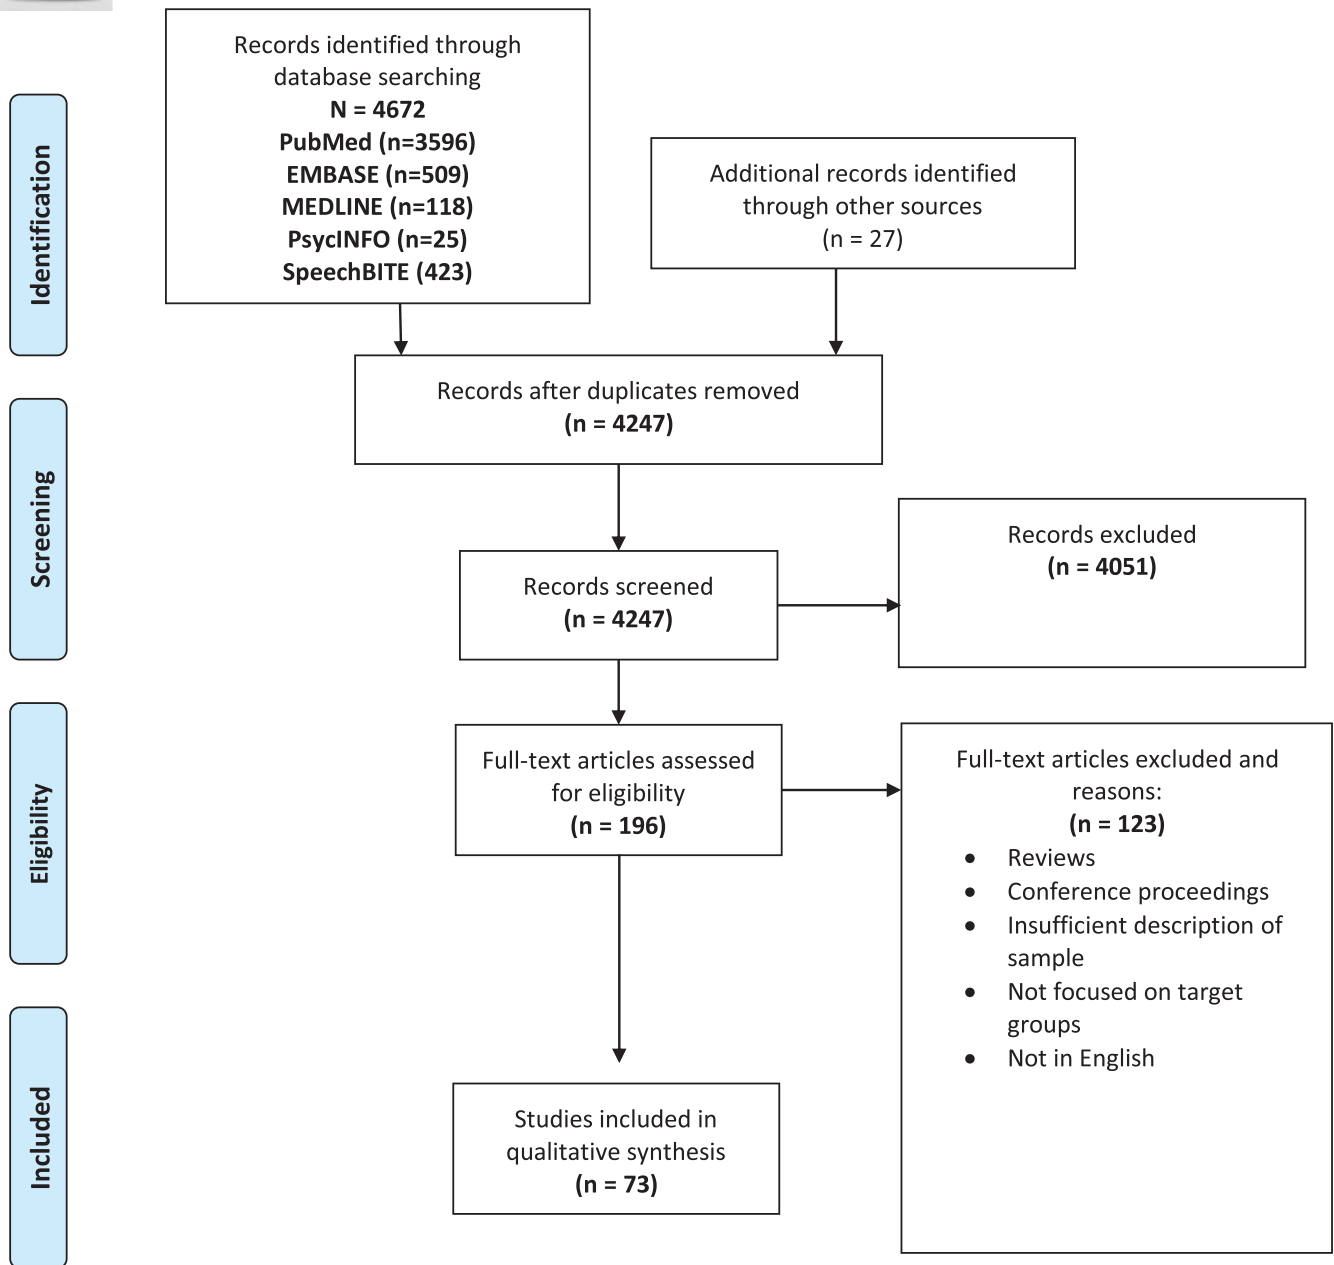 Identification
Records identified through
database searching
N = 4672
PubMed (n=3596)
EMBASE (n=509)
MEDLINE (n=118)
PsycINFO (n=25)
SpeechBITE (423)
Additional records identified
through other sources
(n = 27)
Records after duplicates removed
(n = 4247)
Screening
Records screened
(n = 4247)
Records excluded
(n = 4051)
Eligibility
Full-text articles assessed
for eligibility
(n = 196)
Full-text articles excluded and
reasons:
(n = 123)
• Reviews
• Conference proceedings
• Insufficient description of
sample
• Not focused on target
groups
• Not in English
Included
Studies included in
qualitative synthesis
(n = 73)